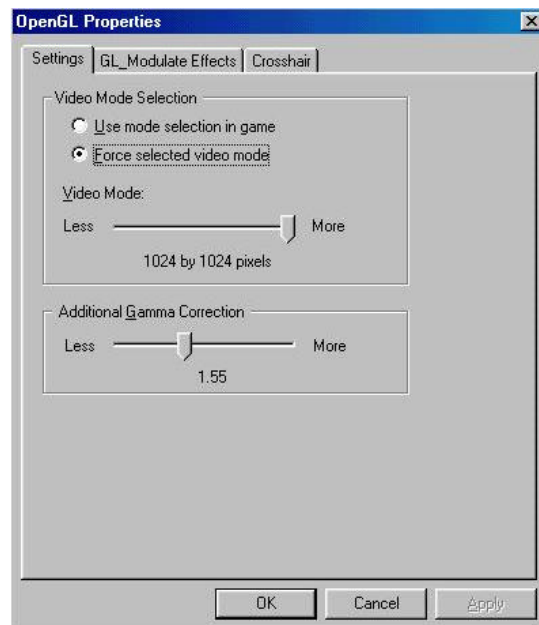 OpenGL Properties
Settings GL_Modulate Effects Crosshair
Video Mode Selection
Use mode selection in game
Force selected video mode
Video Mode:
Less More
1024 by 1024 pixels
Additional Gamma Correction
Less More
1.55
OK Cancel Apply